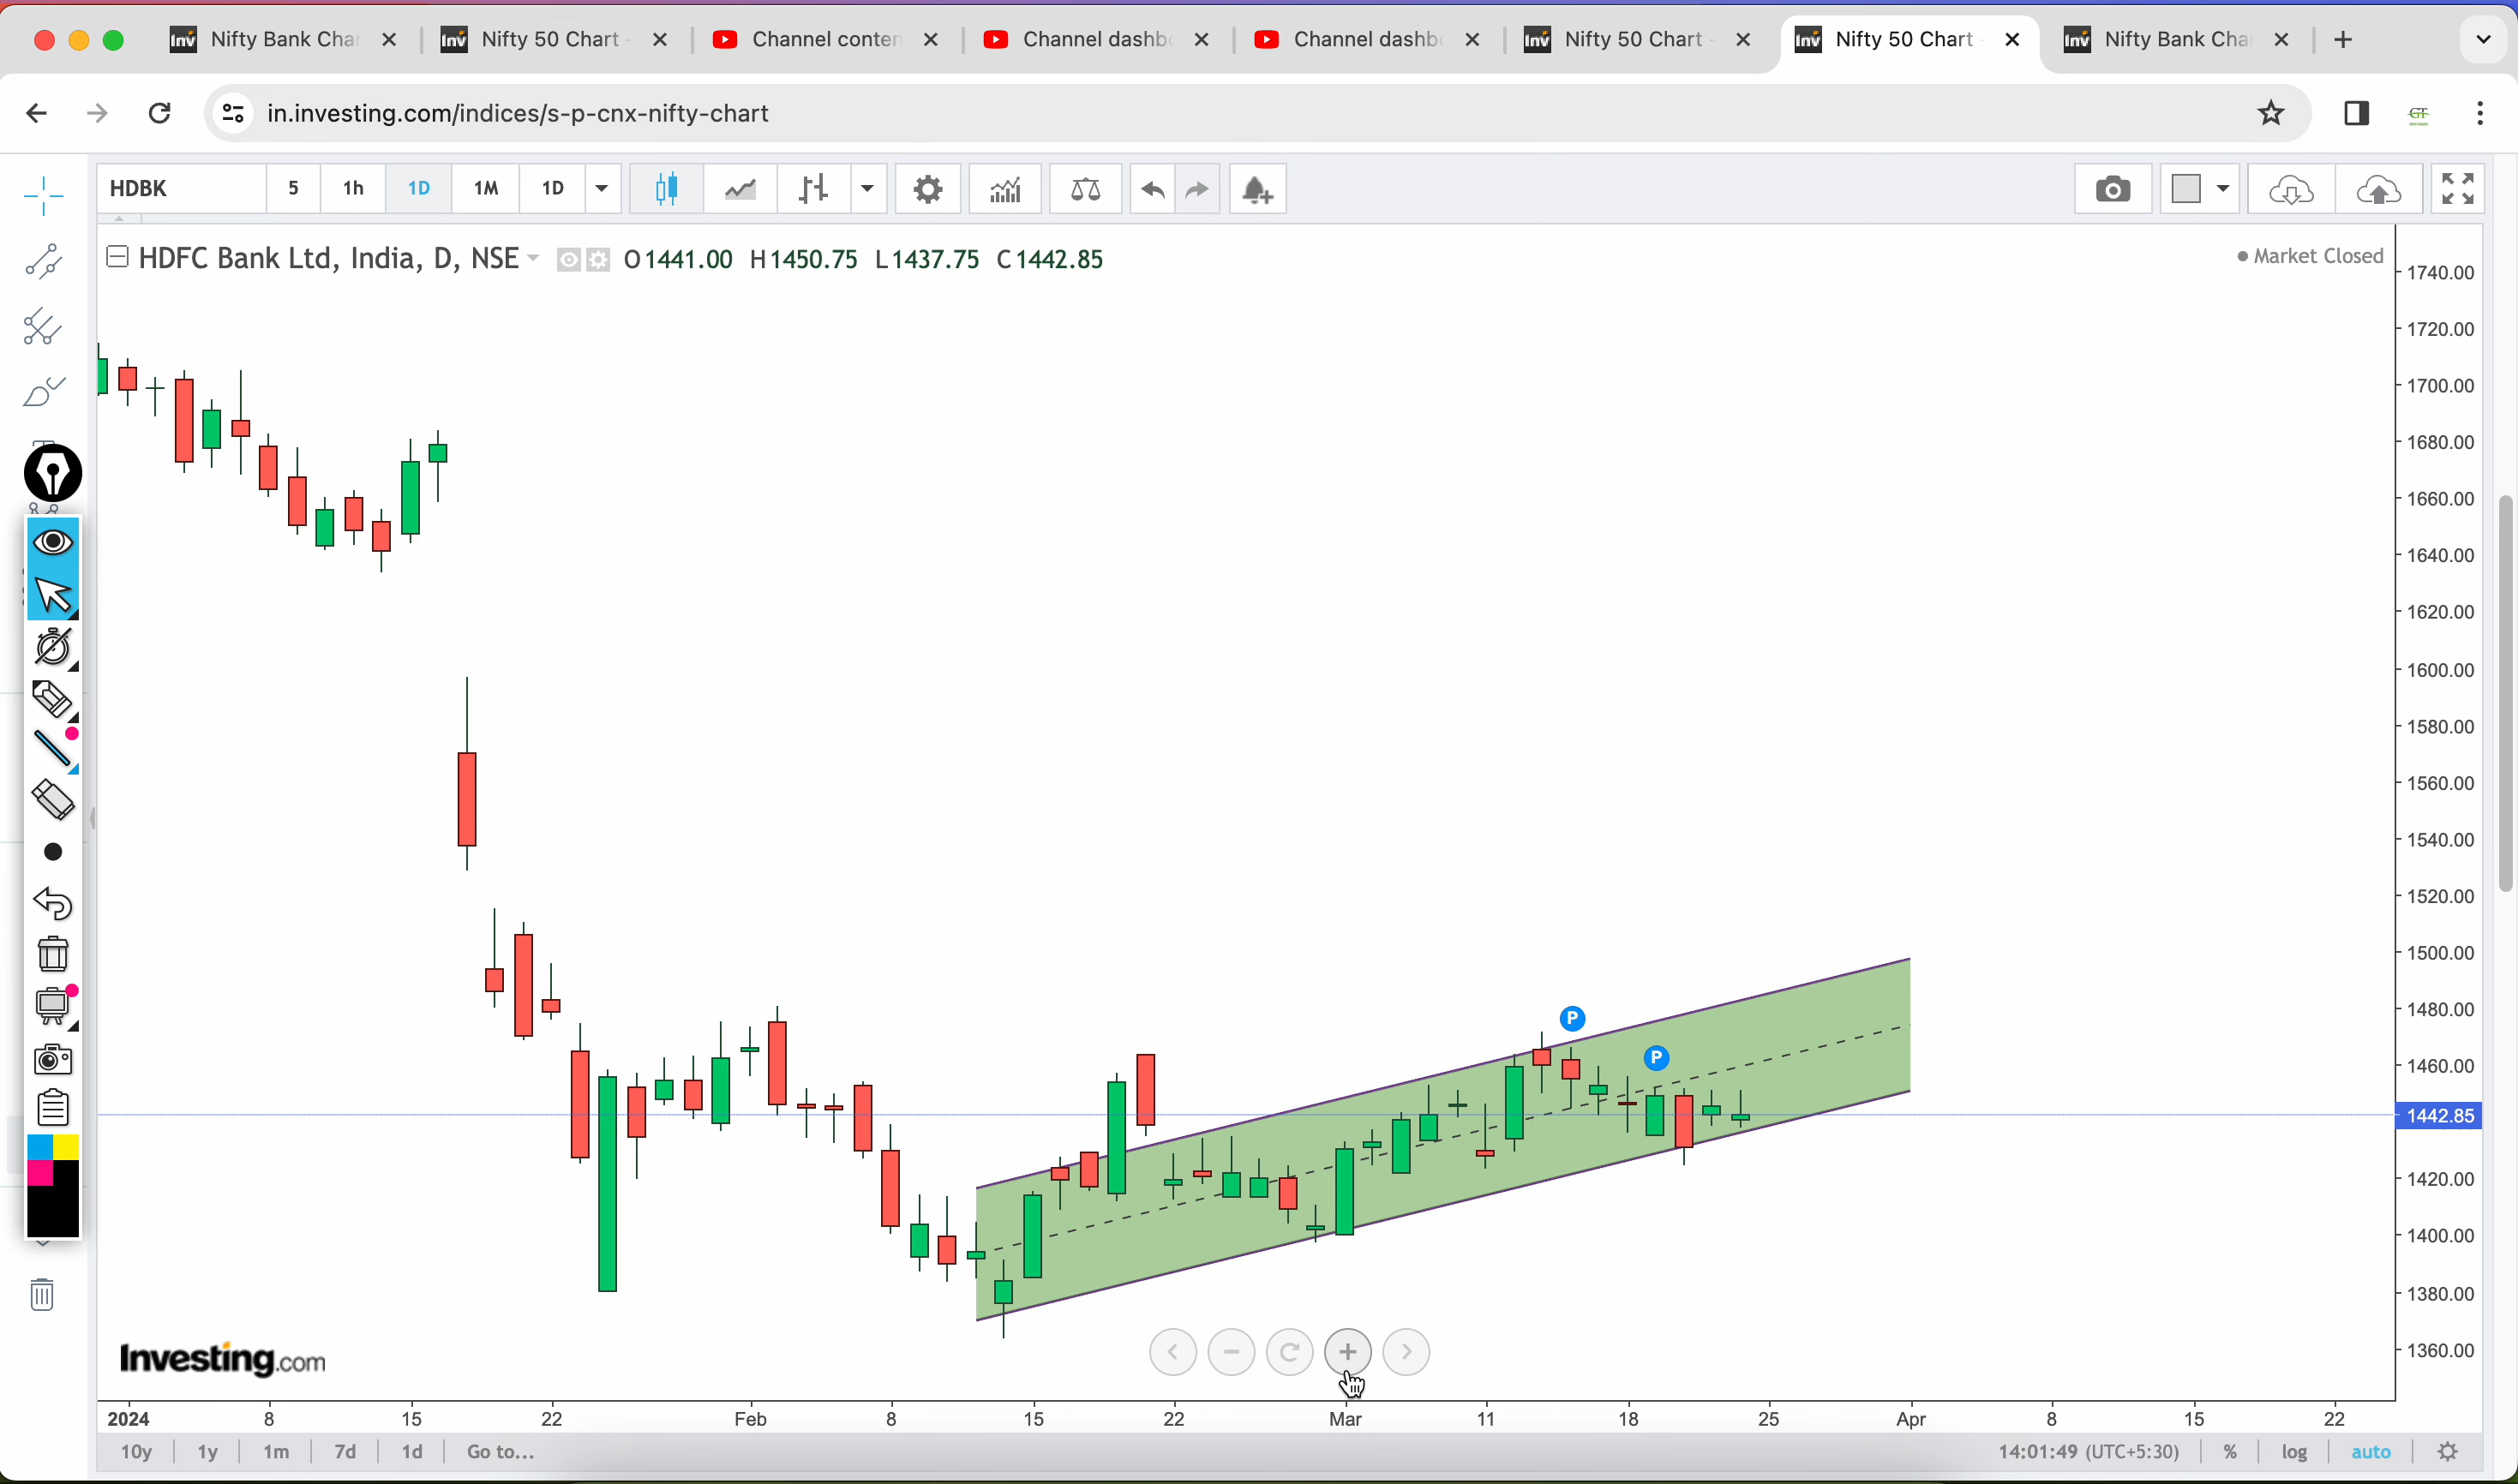 Nifty Bank Cha
Nifty 50 Chart
Channel conten
Channel dashb
Channel dashb
Nifty 50 Chart
Nifty 50 Chart
Nifty Bank Cha
in.investing.com/indices/s-p-cnx-nifty-chart
GT
HDBK 5 1h 1D 1M 1D
HDFC Bank Ltd, India, D, NSE O1441.00 H1450.75 L1437.75 C1442.85
Market Closed
1740.00
1720.00
1700.00
1680.00
1660.00
1640.00
1620.00
1600.00
1580.00
1560.00
1540.00
1520.00
1500.00
1480.00
1460.00
1442.85
1420.00
1400.00
1380.00
1360.00
P
P
Investing.com
2024 8 15 22 Feb 8 15 22 Mar 11 18 25 Apr 8 15 22
10y 1y 1m 7d 1d Go to... 14:01:49 (UTC+5:30) % log auto